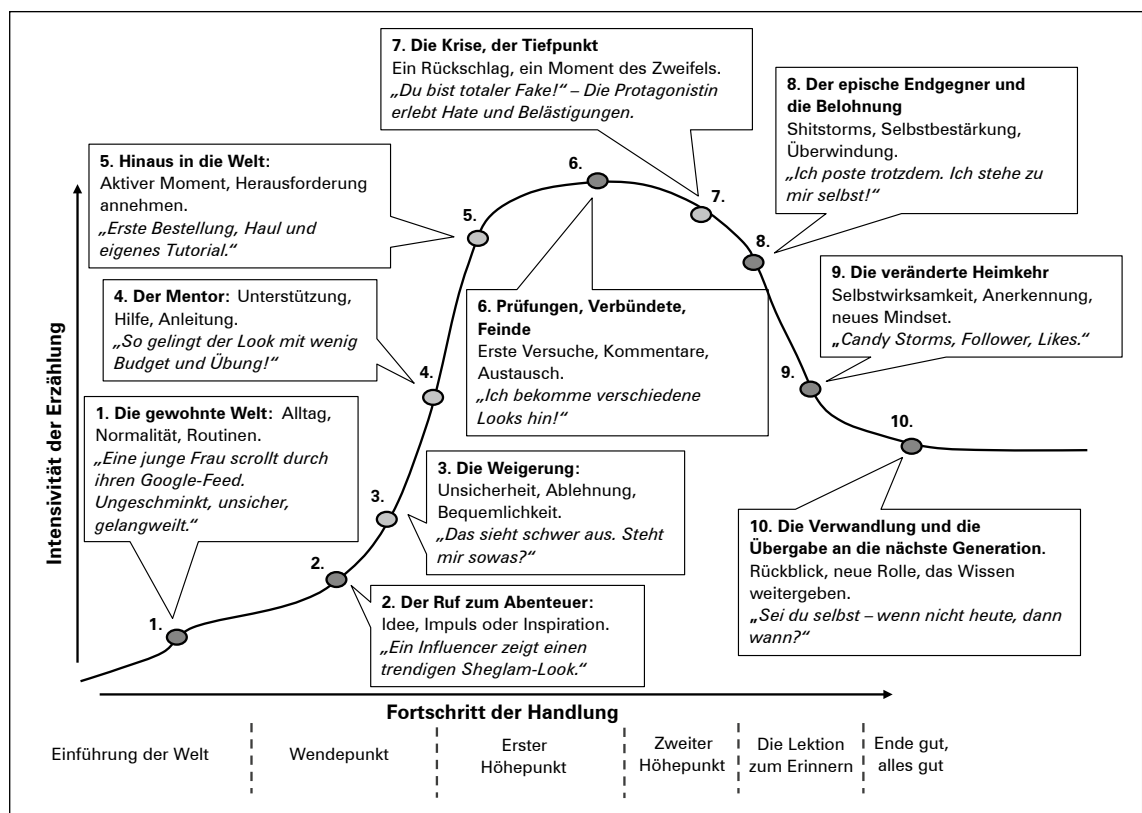 7. Die Krise, der Tiefpunkt
Ein Rückschlag, ein Moment des Zweifels.
„Du bist totaler Fake!“ – Die Protagonistin
erlebt Hate und Belästigungen.
8. Der epische Endgegner und
die Belohnung
Shitstorms, Selbstbestärkung,
Überwindung.
„Ich poste trotzdem. Ich stehe zu
mir selbst!“
5. Hinaus in die Welt:
Aktiver Moment, Herausforderung
annehmen.
„Erste Bestellung, Haul und
eigenes Tutorial.“
6.
7.
5.
8.
9. Die veränderte Heimkehr
Selbstwirksamkeit, Anerkennung,
neues Mindset.
„Candy Storms, Follower, Likes.“
4. Der Mentor: Unterstützung,
Hilfe, Anleitung.
„So gelingt der Look mit wenig
Budget und Übung!“
6. Prüfungen, Verbündete,
Feinde
Erste Versuche, Kommentare,
Austausch.
„Ich bekomme verschiedene
Looks hin!“
4.
9.
10.
1. Die gewohnte Welt: Alltag,
Normalität, Routinen.
„Eine junge Frau scrollt durch
ihren Google-Feed.
Ungeschminkt, unsicher,
gelangweilt.“
3. Die Weigerung:
Unsicherheit, Ablehnung,
Bequemlichkeit.
„Das sieht schwer aus. Steht
mir sowas?“
3.
10. Die Verwandlung und die
Übergabe an die nächste Generation.
Rückblick, neue Rolle, das Wissen
weitergeben.
„Sei du selbst – wenn nicht heute, dann
wann?“
2.
2. Der Ruf zum Abenteuer:
Idee, Impuls oder Inspiration.
„Ein Influencer zeigt einen
trendigen Sheglam-Look.“
1.
Intensivität der Erzählung
Fortschritt der Handlung
Einführung der Welt
Wendepunkt
Erster
Höhepunkt
Zweiter
Höhepunkt
Die Lektion
zum Erinnern
Ende gut,
alles gut